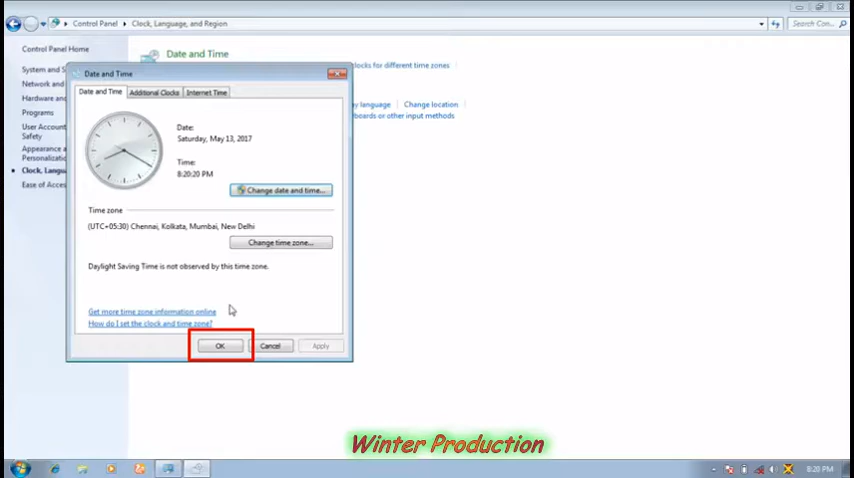 Control Panel ▸ Clock, Language, and Region
Search Con...
Control Panel Home
System and S
Network and
Hardware an
Programs
User Accoun
Safety
Appearance a
Personalizatio
Clock, Langu
Ease of Acces
Date and Time
clocks for different time zones
ay language | Change location
boards or other input methods
Date and Time
Date and Time Additional Clocks Internet Time
Date:
Saturday, May 13, 2017
Time:
8:20:20 PM
Change date and time...
Time zone
(UTC+05:30) Chennai, Kolkata, Mumbai, New Delhi
Change time zone...
Daylight Saving Time is not observed by this time zone.
Get more time zone information online
How do I set the clock and time zone?
OK Cancel Apply
Winter Production
8:20 PM